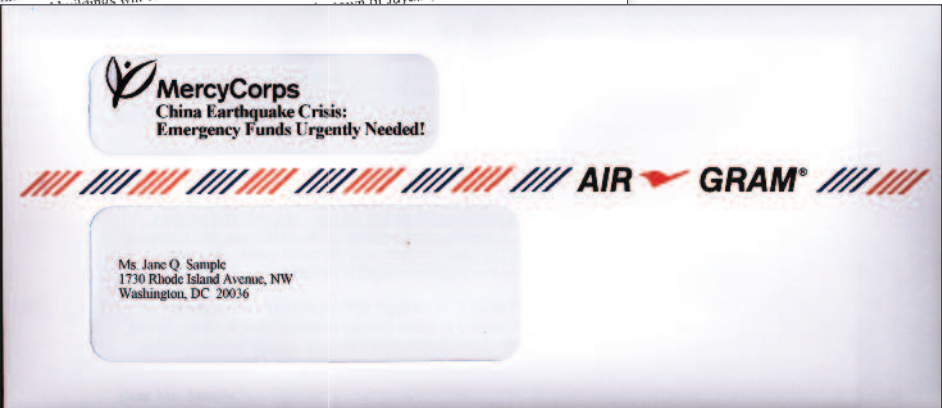 MercyCorps
China Earthquake Crisis:
Emergency Funds Urgently Needed!
AIR GRAM®
Ms. Jane Q. Sample
1730 Rhode Island Avenue, NW
Washington, DC 20036